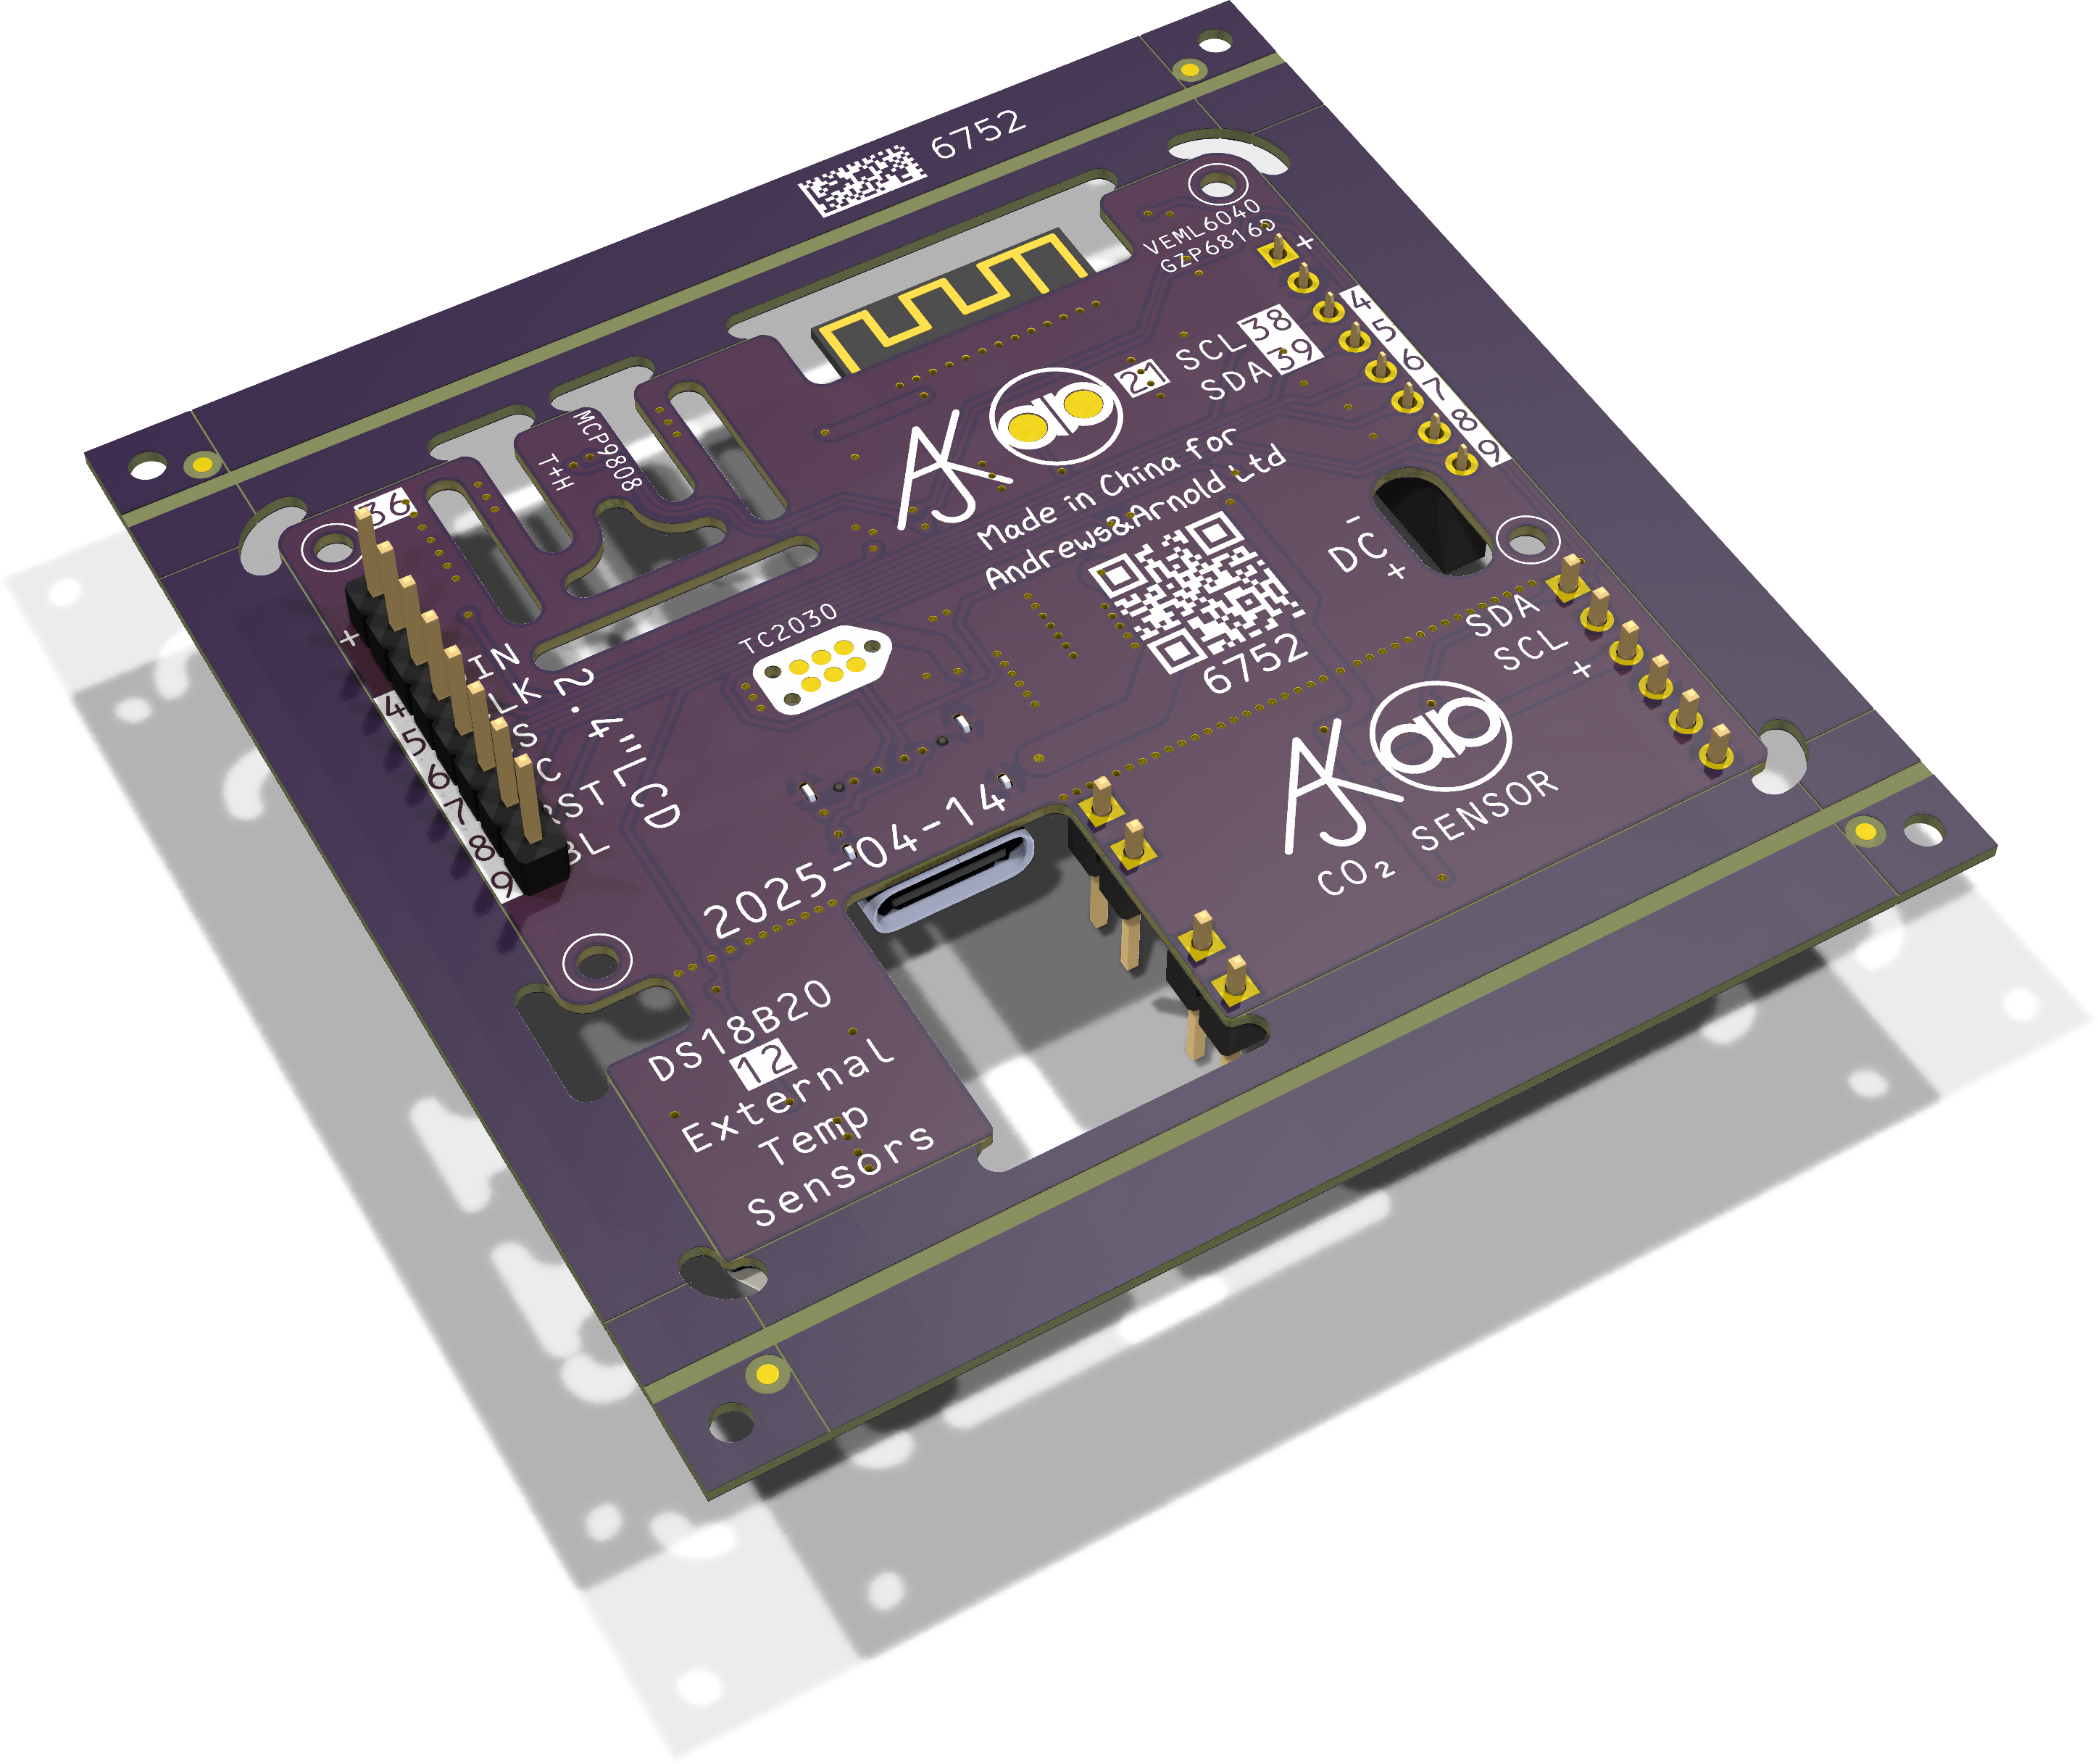 6752
VEML6040
GZP6816D
+
4
5
6
7
8
9
SCL 38
SDA 39
21
AJK
Made in China for
Andrews&Arnold Ltd
MCP9808
T+H
36
+
4
5
6
7
8
9
2.4"LCD
TC2030
6752
-
DC
+
SDA
SCL
+
AJK
CO₂ SENSOR
2025-04-14
DS18B20
12
External
Temp
Sensors